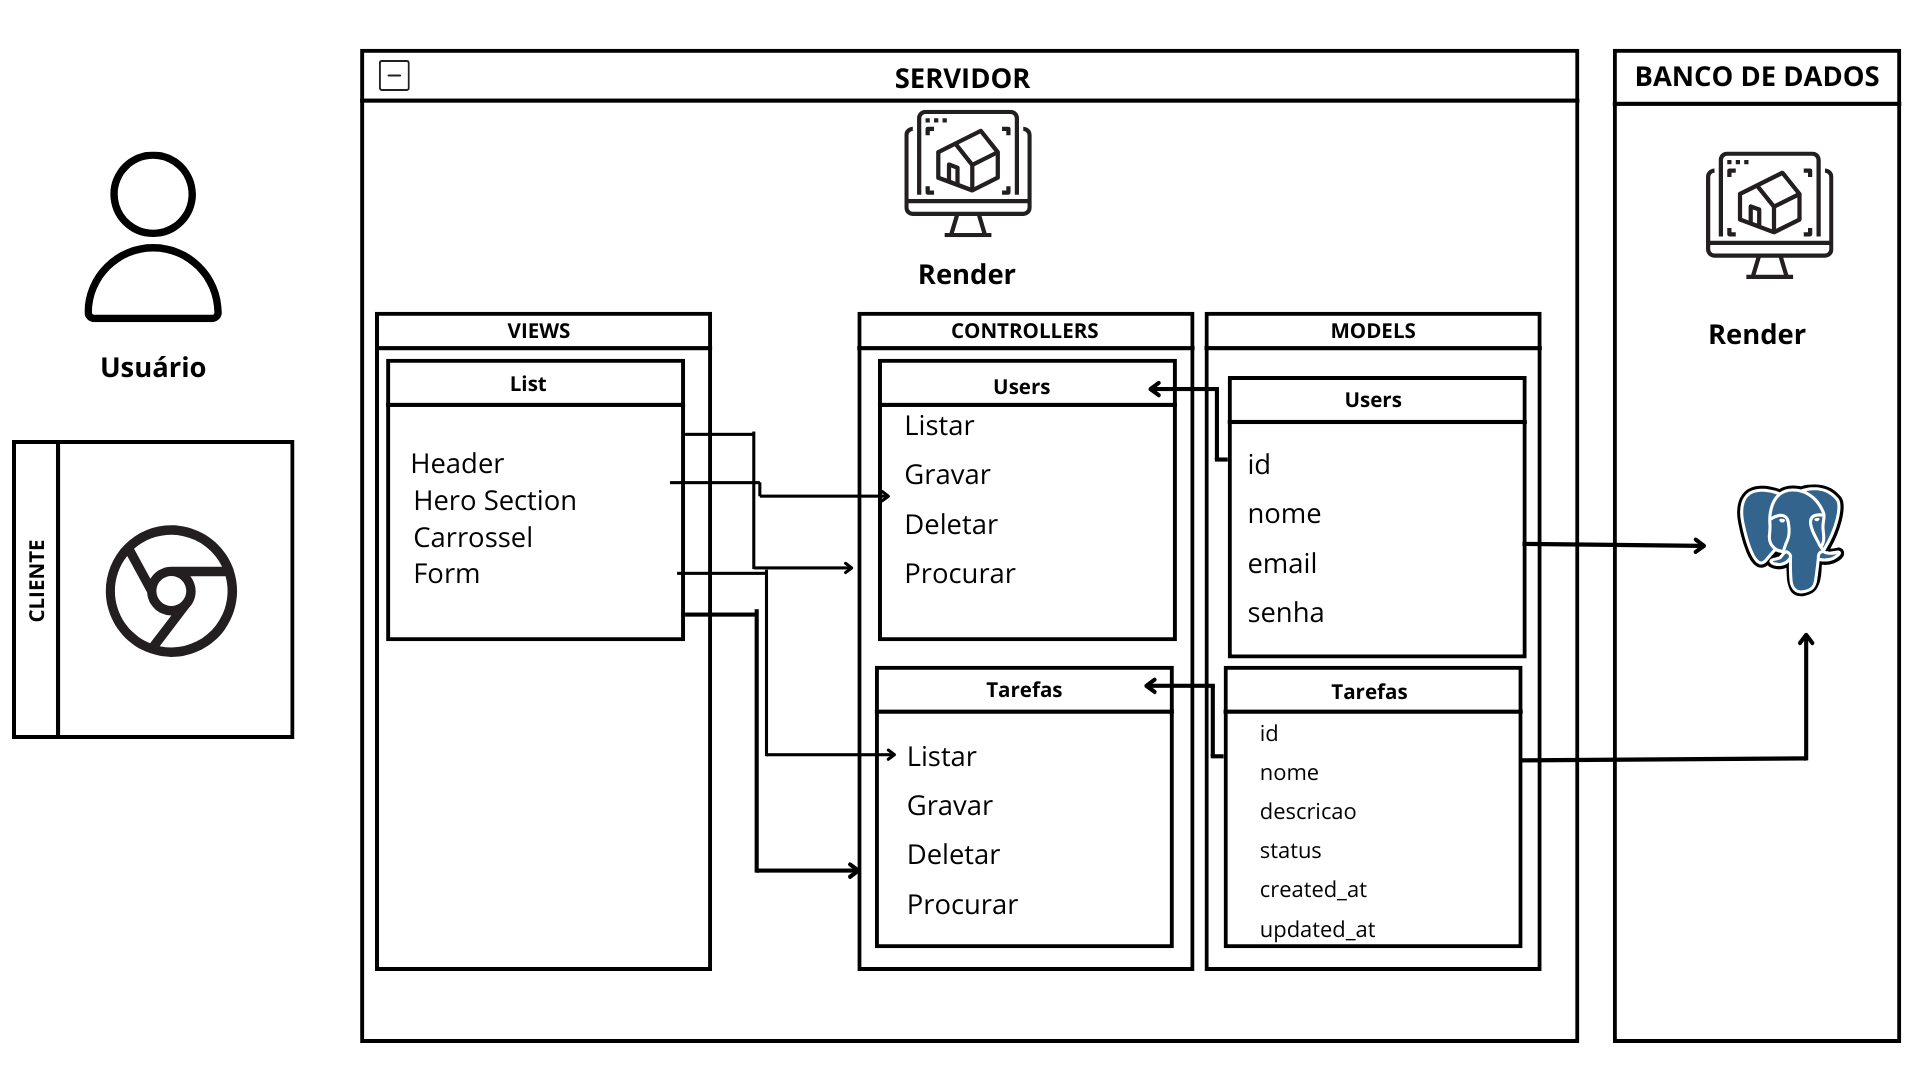 SERVIDOR
BANCO DE DADOS
Render
Render
Usuário
CLIENTE
VIEWS
List
Header
Hero Section
Carrossel
Form
CONTROLLERS
Users
Listar
Gravar
Deletar
Procurar
Tarefas
Listar
Gravar
Deletar
Procurar
MODELS
Users
id
nome
email
senha
Tarefas
id
nome
descricao
status
created_at
updated_at